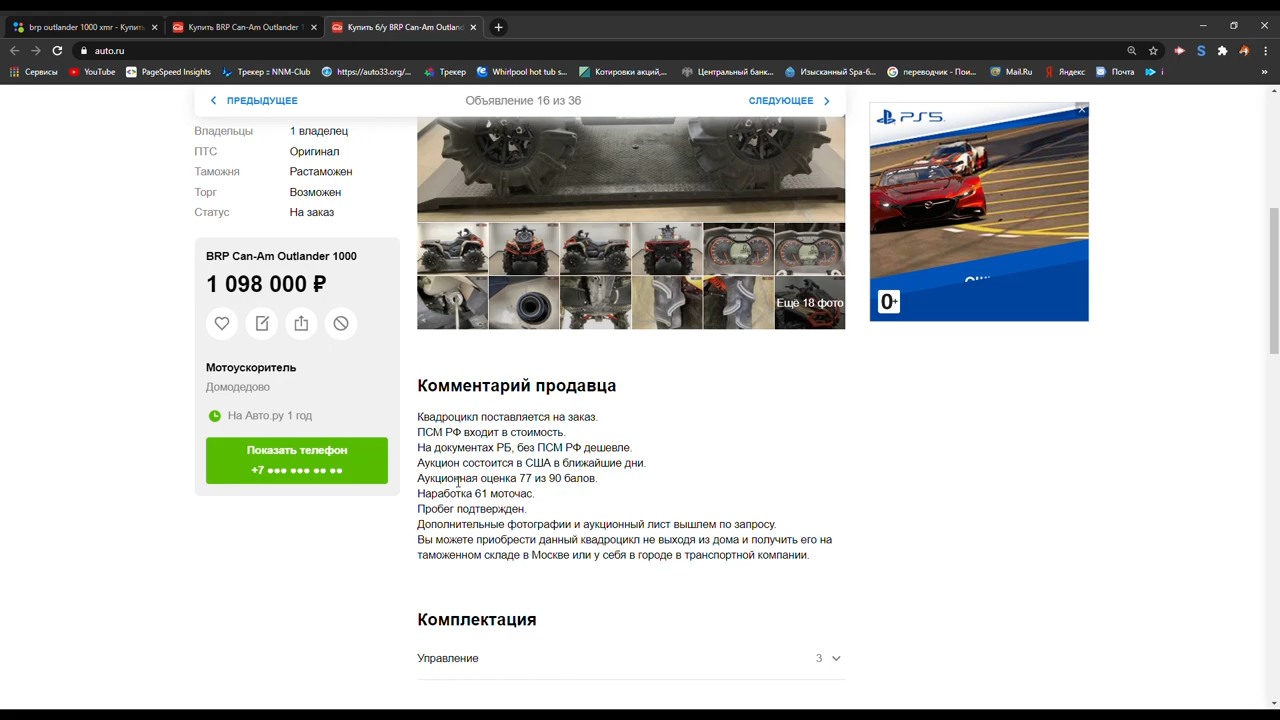 brp outlander 1000 xmr - Купить
Купить BRP Can-Am Outlander 1
Купить б/у BRP Can-Am Outland
auto.ru
Сервисы
YouTube
PageSpeed Insights
Трекер :: NNM-Club
https://auto33.org/...
Трекер
Whirlpool hot tub s...
Котировки акций,...
Центральный банк...
Изысканный Spa-б...
переводчик - Пои...
Mail.Ru
Яндекс
Почта
i
»
ПРЕДЫДУЩЕЕ
Объявление 16 из 36
СЛЕДУЮЩЕЕ
Владельцы 1 владелец
ПТС Оригинал
Таможня Растаможен
Торг Возможен
Статус На заказ
BRP Can-Am Outlander 1000
1 098 000 ₽
Мотоускоритель
Домодедово
На Авто.ру 1 год
Показать телефон
+7 ●●● ●●● ●● ●●
Ещё 18 фото
Комментарий продавца
Квадроцикл поставляется на заказ.
ПСМ РФ входит в стоимость.
На документах РБ, без ПСМ РФ дешевле.
Аукцион состоится в США в ближайшие дни.
Аукционная оценка 77 из 90 балов.
Наработка 61 моточас.
Пробег подтвержден.
Дополнительные фотографии и аукционный лист вышлем по запросу.
Вы можете приобрести данный квадроцикл не выходя из дома и получить его на
таможенном складе в Москве или у себя в городе в транспортной компании.
Комплектация
Управление 3
PS5
0+